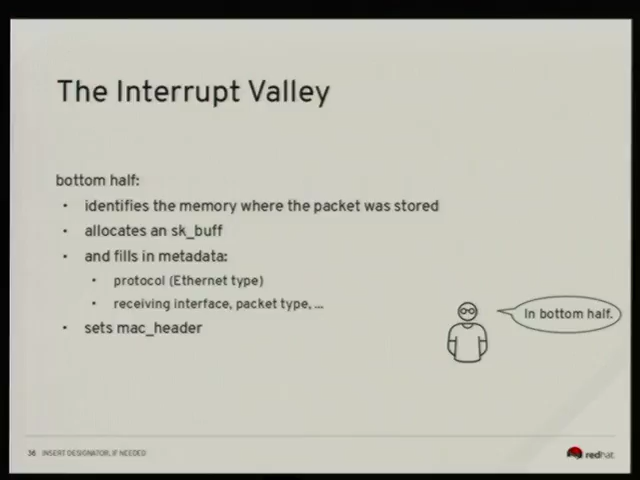 The Interrupt Valley
bottom half:
• identifies the memory where the packet was stored
• allocates an sk_buff
• and fills in metadata:
• protocol (Ethernet type)
• receiving interface, packet type, ...
• sets mac_header
In bottom half.
36 INSERT DESIGNATOR, IF NEEDED
redhat